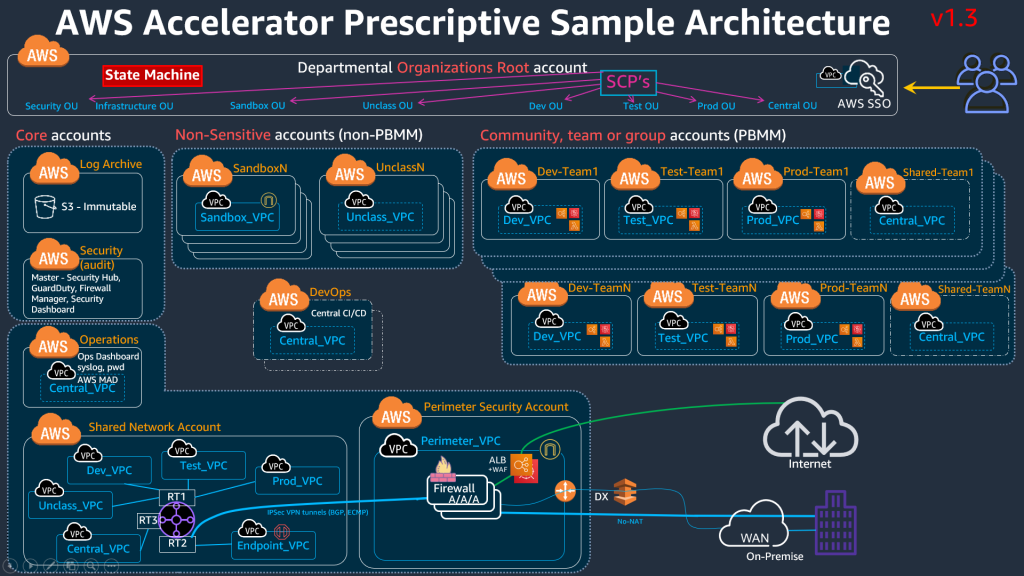 AWS Accelerator Prescriptive Sample Architecture
v1.3
AWS
State Machine
Departmental Organizations Root account
SCP's
VPC
AWS SSO
Security OU
Infrastructure OU
Sandbox OU
Unclass OU
Dev OU
Test OU
Prod OU
Central OU
Core accounts
Non-Sensitive accounts (non-PBMM)
Community, team or group accounts (PBMM)
AWS
Log Archive
S3 - Immutable
AWS
Security
(audit)
Master - Security Hub,
GuardDuty, Firewall
Manager, Security
Dashboard
AWS
Operations
Ops Dashboard
syslog, pwd
AWS MAD
VPC
Central_VPC
AWS
SandboxN
VPC
Sandbox_VPC
AWS
UnclassN
VPC
Unclass_VPC
AWS
DevOps
Central CI/CD
VPC
Central_VPC
AWS
Dev-Team1
VPC
Dev_VPC
AWS
Test-Team1
VPC
Test_VPC
AWS
Prod-Team1
VPC
Prod_VPC
AWS
Shared-Team1
VPC
Central_VPC
AWS
Dev-TeamN
VPC
Dev_VPC
AWS
Test-TeamN
VPC
Test_VPC
AWS
Prod-TeamN
VPC
Prod_VPC
AWS
Shared-TeamN
VPC
Central_VPC
AWS
Shared Network Account
VPC
Dev_VPC
VPC
Test_VPC
VPC
Prod_VPC
VPC
Unclass_VPC
VPC
Central_VPC
VPC
Endpoint_VPC
RT1
RT3
RT2
IPSec VPN tunnels (BGP, ECMP)
AWS
Perimeter Security Account
VPC
Perimeter_VPC
ALB
+WAF
Firewall
A/A/A
DX
No-NAT
Internet
WAN
On-Premise